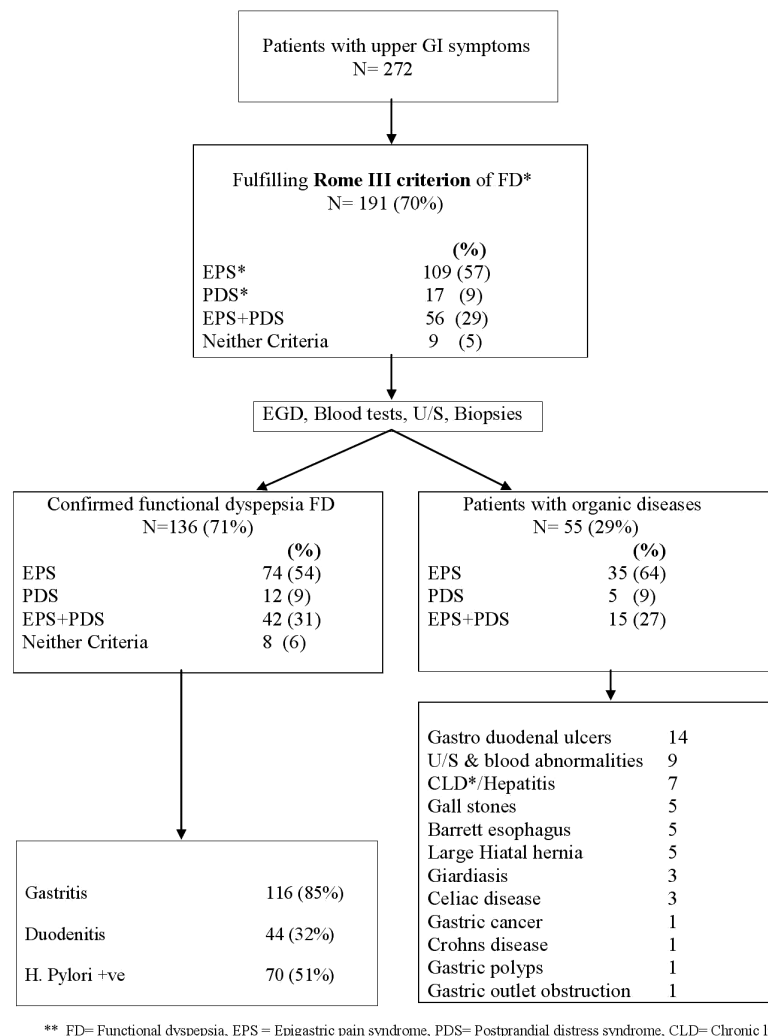 Patients with upper GI symptoms
N= 272
Fulfilling Rome III criterion of FD*
N= 191 (70%)
(%)
EPS* 109 (57)
PDS* 17 (9)
EPS+PDS 56 (29)
Neither Criteria 9 (5)
EGD, Blood tests, U/S, Biopsies
Confirmed functional dyspepsia FD
N=136 (71%)
(%)
EPS 74 (54)
PDS 12 (9)
EPS+PDS 42 (31)
Neither Criteria 8 (6)
Patients with organic diseases
N= 55 (29%)
(%)
EPS 35 (64)
PDS 5 (9)
EPS+PDS 15 (27)
Gastritis 116 (85%)
Duodenitis 44 (32%)
H. Pylori +ve 70 (51%)
Gastro duodenal ulcers 14
U/S & blood abnormalities 9
CLD*/Hepatitis 7
Gall stones 5
Barrett esophagus 5
Large Hiatal hernia 5
Giardiasis 3
Celiac disease 3
Gastric cancer 1
Crohns disease 1
Gastric polyps 1
Gastric outlet obstruction 1
** FD= Functional dyspepsia, EPS = Epigastric pain syndrome, PDS= Postprandial distress syndrome, CLD= Chronic